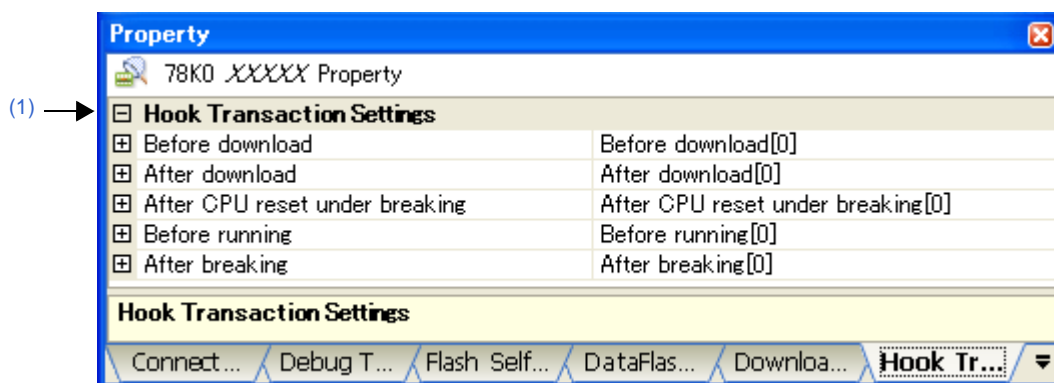 Property
78K0 XXXXX Property
(1)
Hook Transaction Settings
Before download Before download[0]
After download After download[0]
After CPU reset under breaking After CPU reset under breaking[0]
Before running Before running[0]
After breaking After breaking[0]
Hook Transaction Settings
Connect... Debug T... Flash Self... DataFlas... Downloa... Hook Tr...